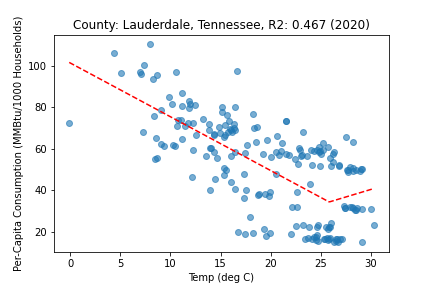 County: Lauderdale, Tennessee, R2: 0.467 (2020)
Per-Capita Consumption (MMBtu/1000 Households)
100
80
60
40
20
0 5 10 15 20 25 30
Temp (deg C)